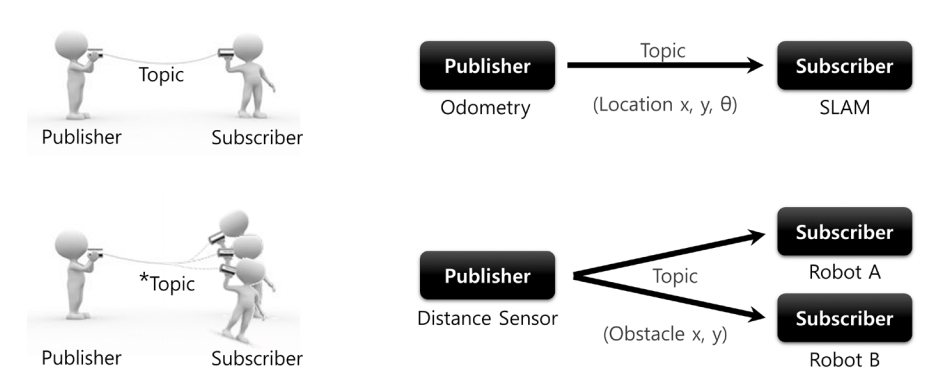 Topic
Publisher
Subscriber
Publisher
Odometry
Topic
(Location x, y, θ)
Subscriber
SLAM
*Topic
Publisher
Subscriber
Publisher
Distance Sensor
Topic
(Obstacle x, y)
Subscriber
Robot A
Subscriber
Robot B